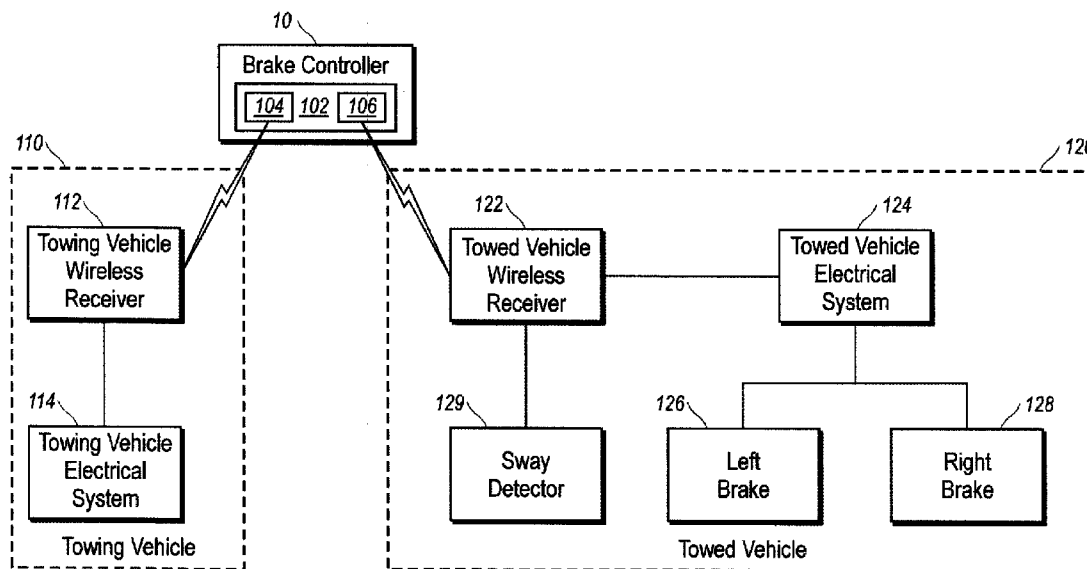 10
Brake Controller
104 102 106
110
120
112
Towing Vehicle
Wireless
Receiver
122
Towed Vehicle
Wireless
Receiver
124
Towed Vehicle
Electrical
System
114
Towing Vehicle
Electrical
System
129
Sway
Detector
126
Left
Brake
128
Right
Brake
Towing Vehicle
Towed Vehicle